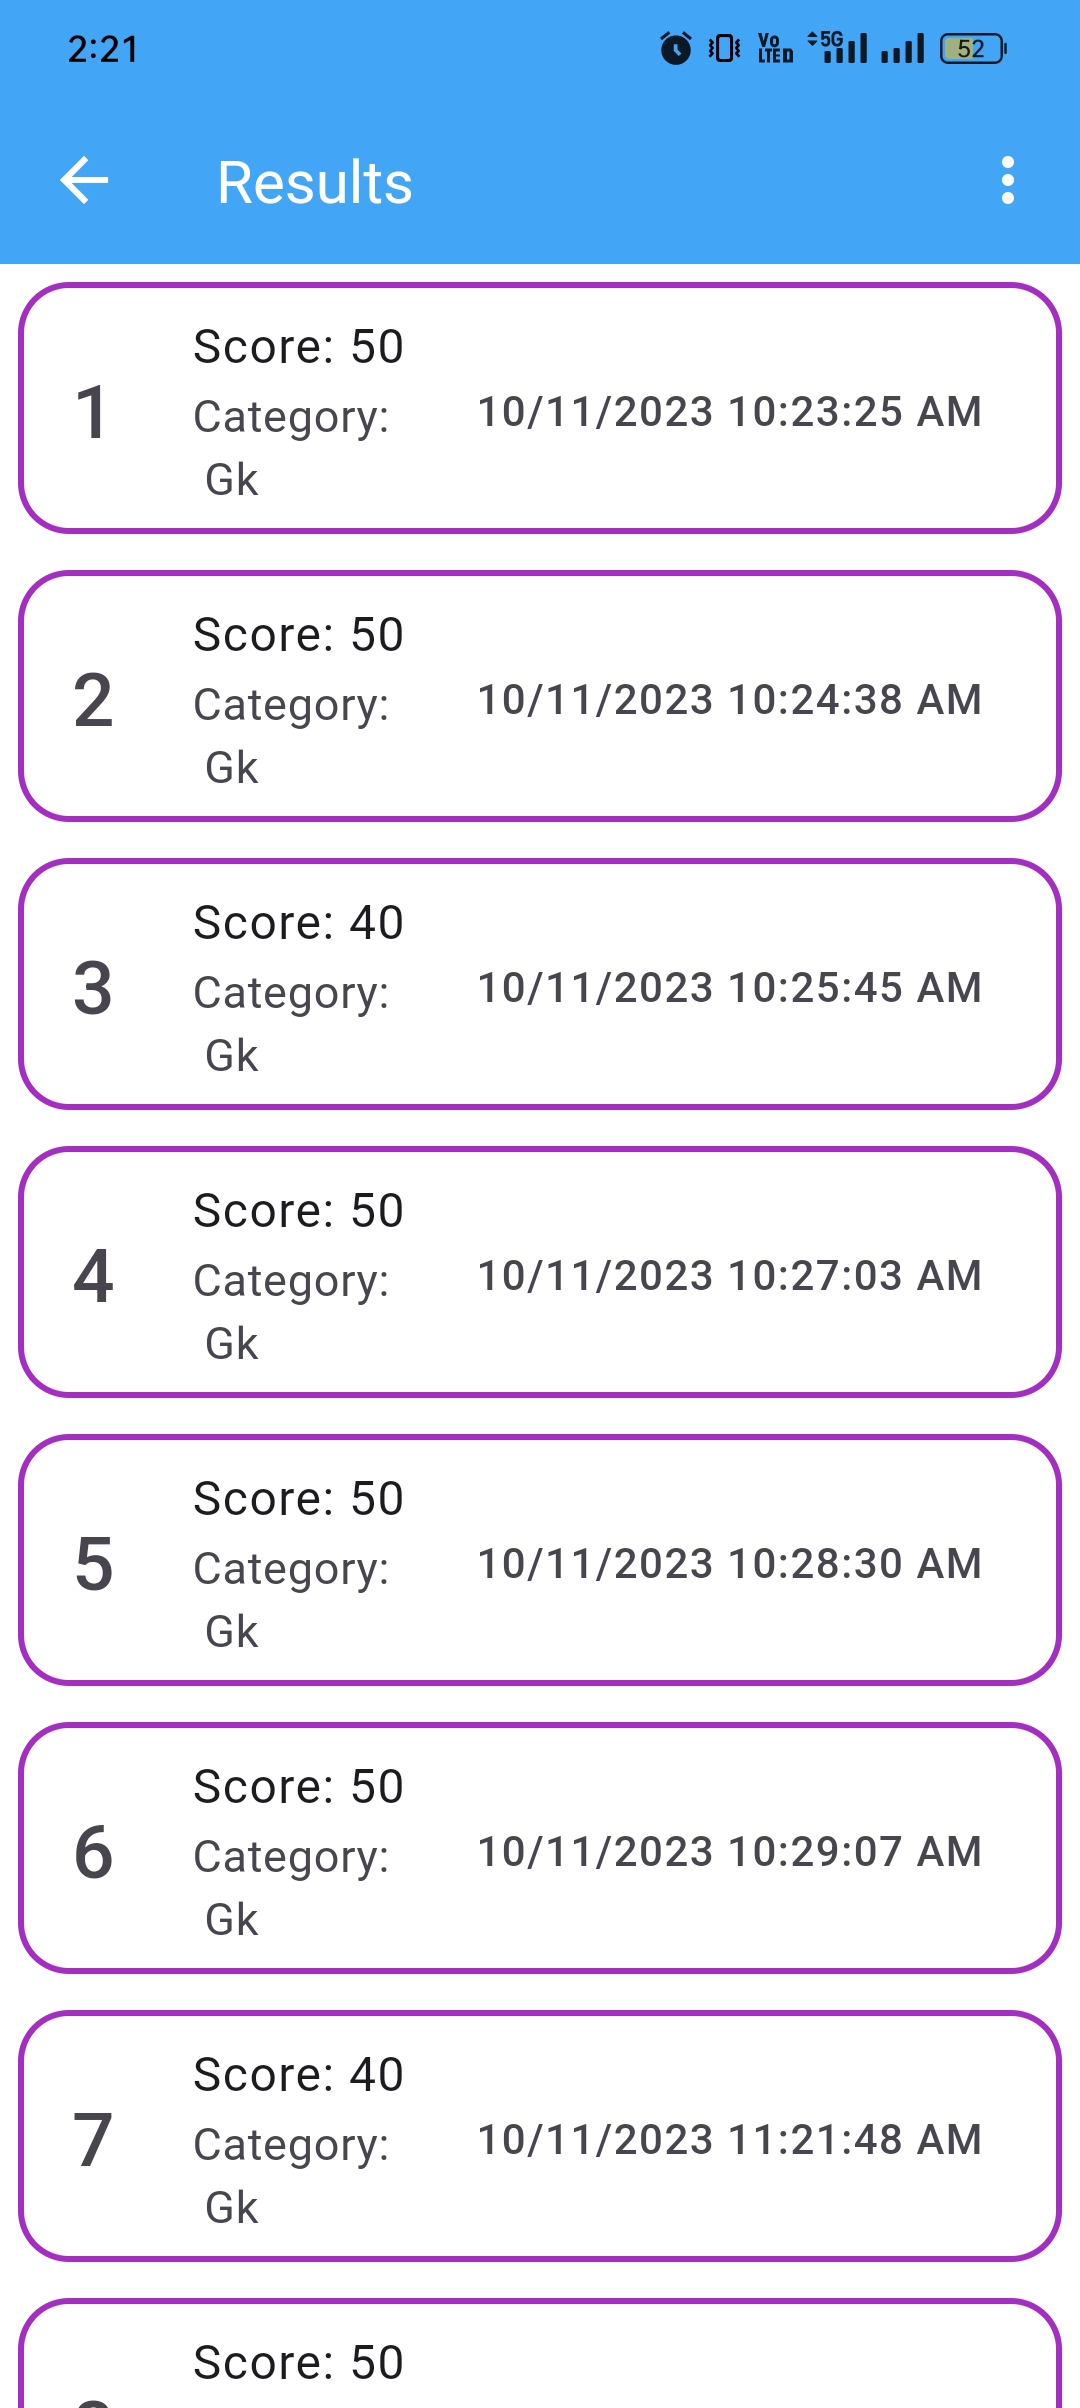 2:21
Vo LTE D 5G 52
Results
1
Score: 50
Category:
Gk
10/11/2023 10:23:25 AM
2
Score: 50
Category:
Gk
10/11/2023 10:24:38 AM
3
Score: 40
Category:
Gk
10/11/2023 10:25:45 AM
4
Score: 50
Category:
Gk
10/11/2023 10:27:03 AM
5
Score: 50
Category:
Gk
10/11/2023 10:28:30 AM
6
Score: 50
Category:
Gk
10/11/2023 10:29:07 AM
7
Score: 40
Category:
Gk
10/11/2023 11:21:48 AM
Score: 50